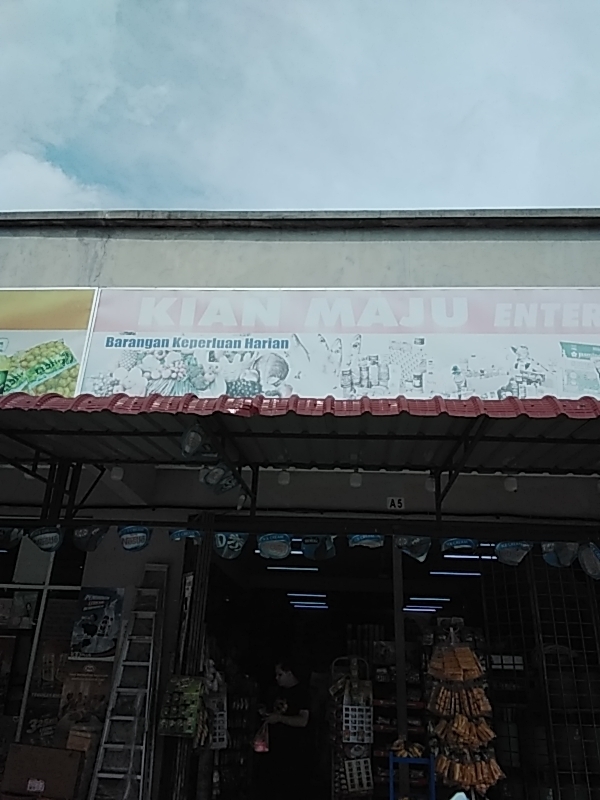 KIAN MAJU ENTER
Barangan Keperluan Harian
A5